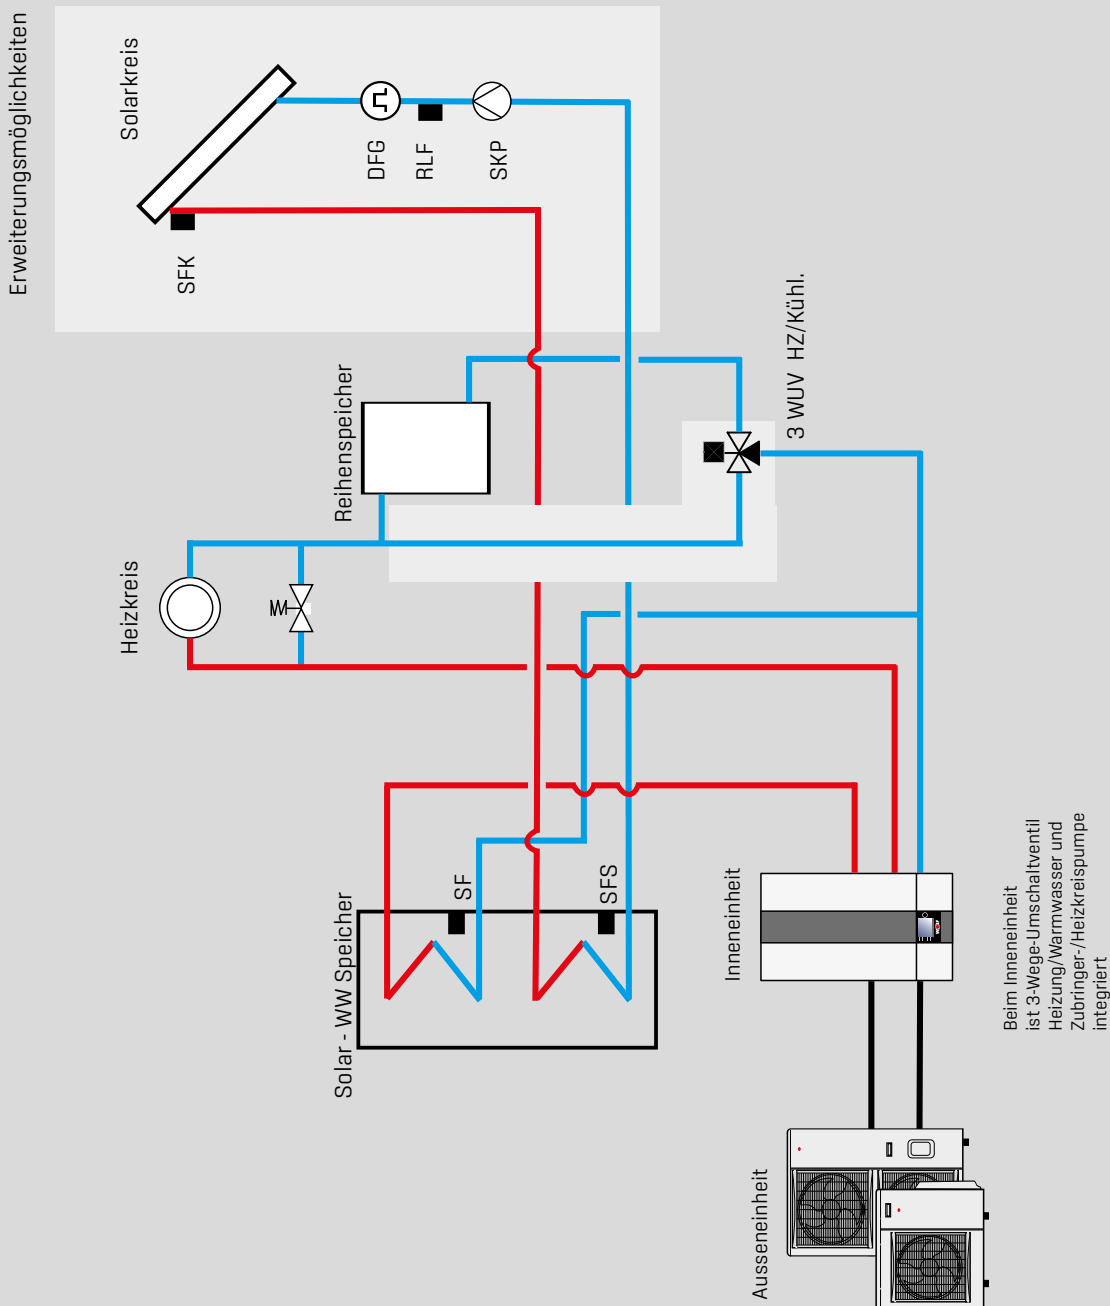 Erweiterungsmöglichkeiten
Solarkreis
DFG
RLF
SKP
SFK
Reihenspeicher
3 WUV HZ/Kühl.
Heizkreis
Solar - WW Speicher
SF
SFS
Inneneinheit
Beim Inneneinheit
ist 3-Wege-Umschaltventil
Heizung/Warmwasser und
Zubringer-/Heizkreispumpe
integriert
Ausseneinheit